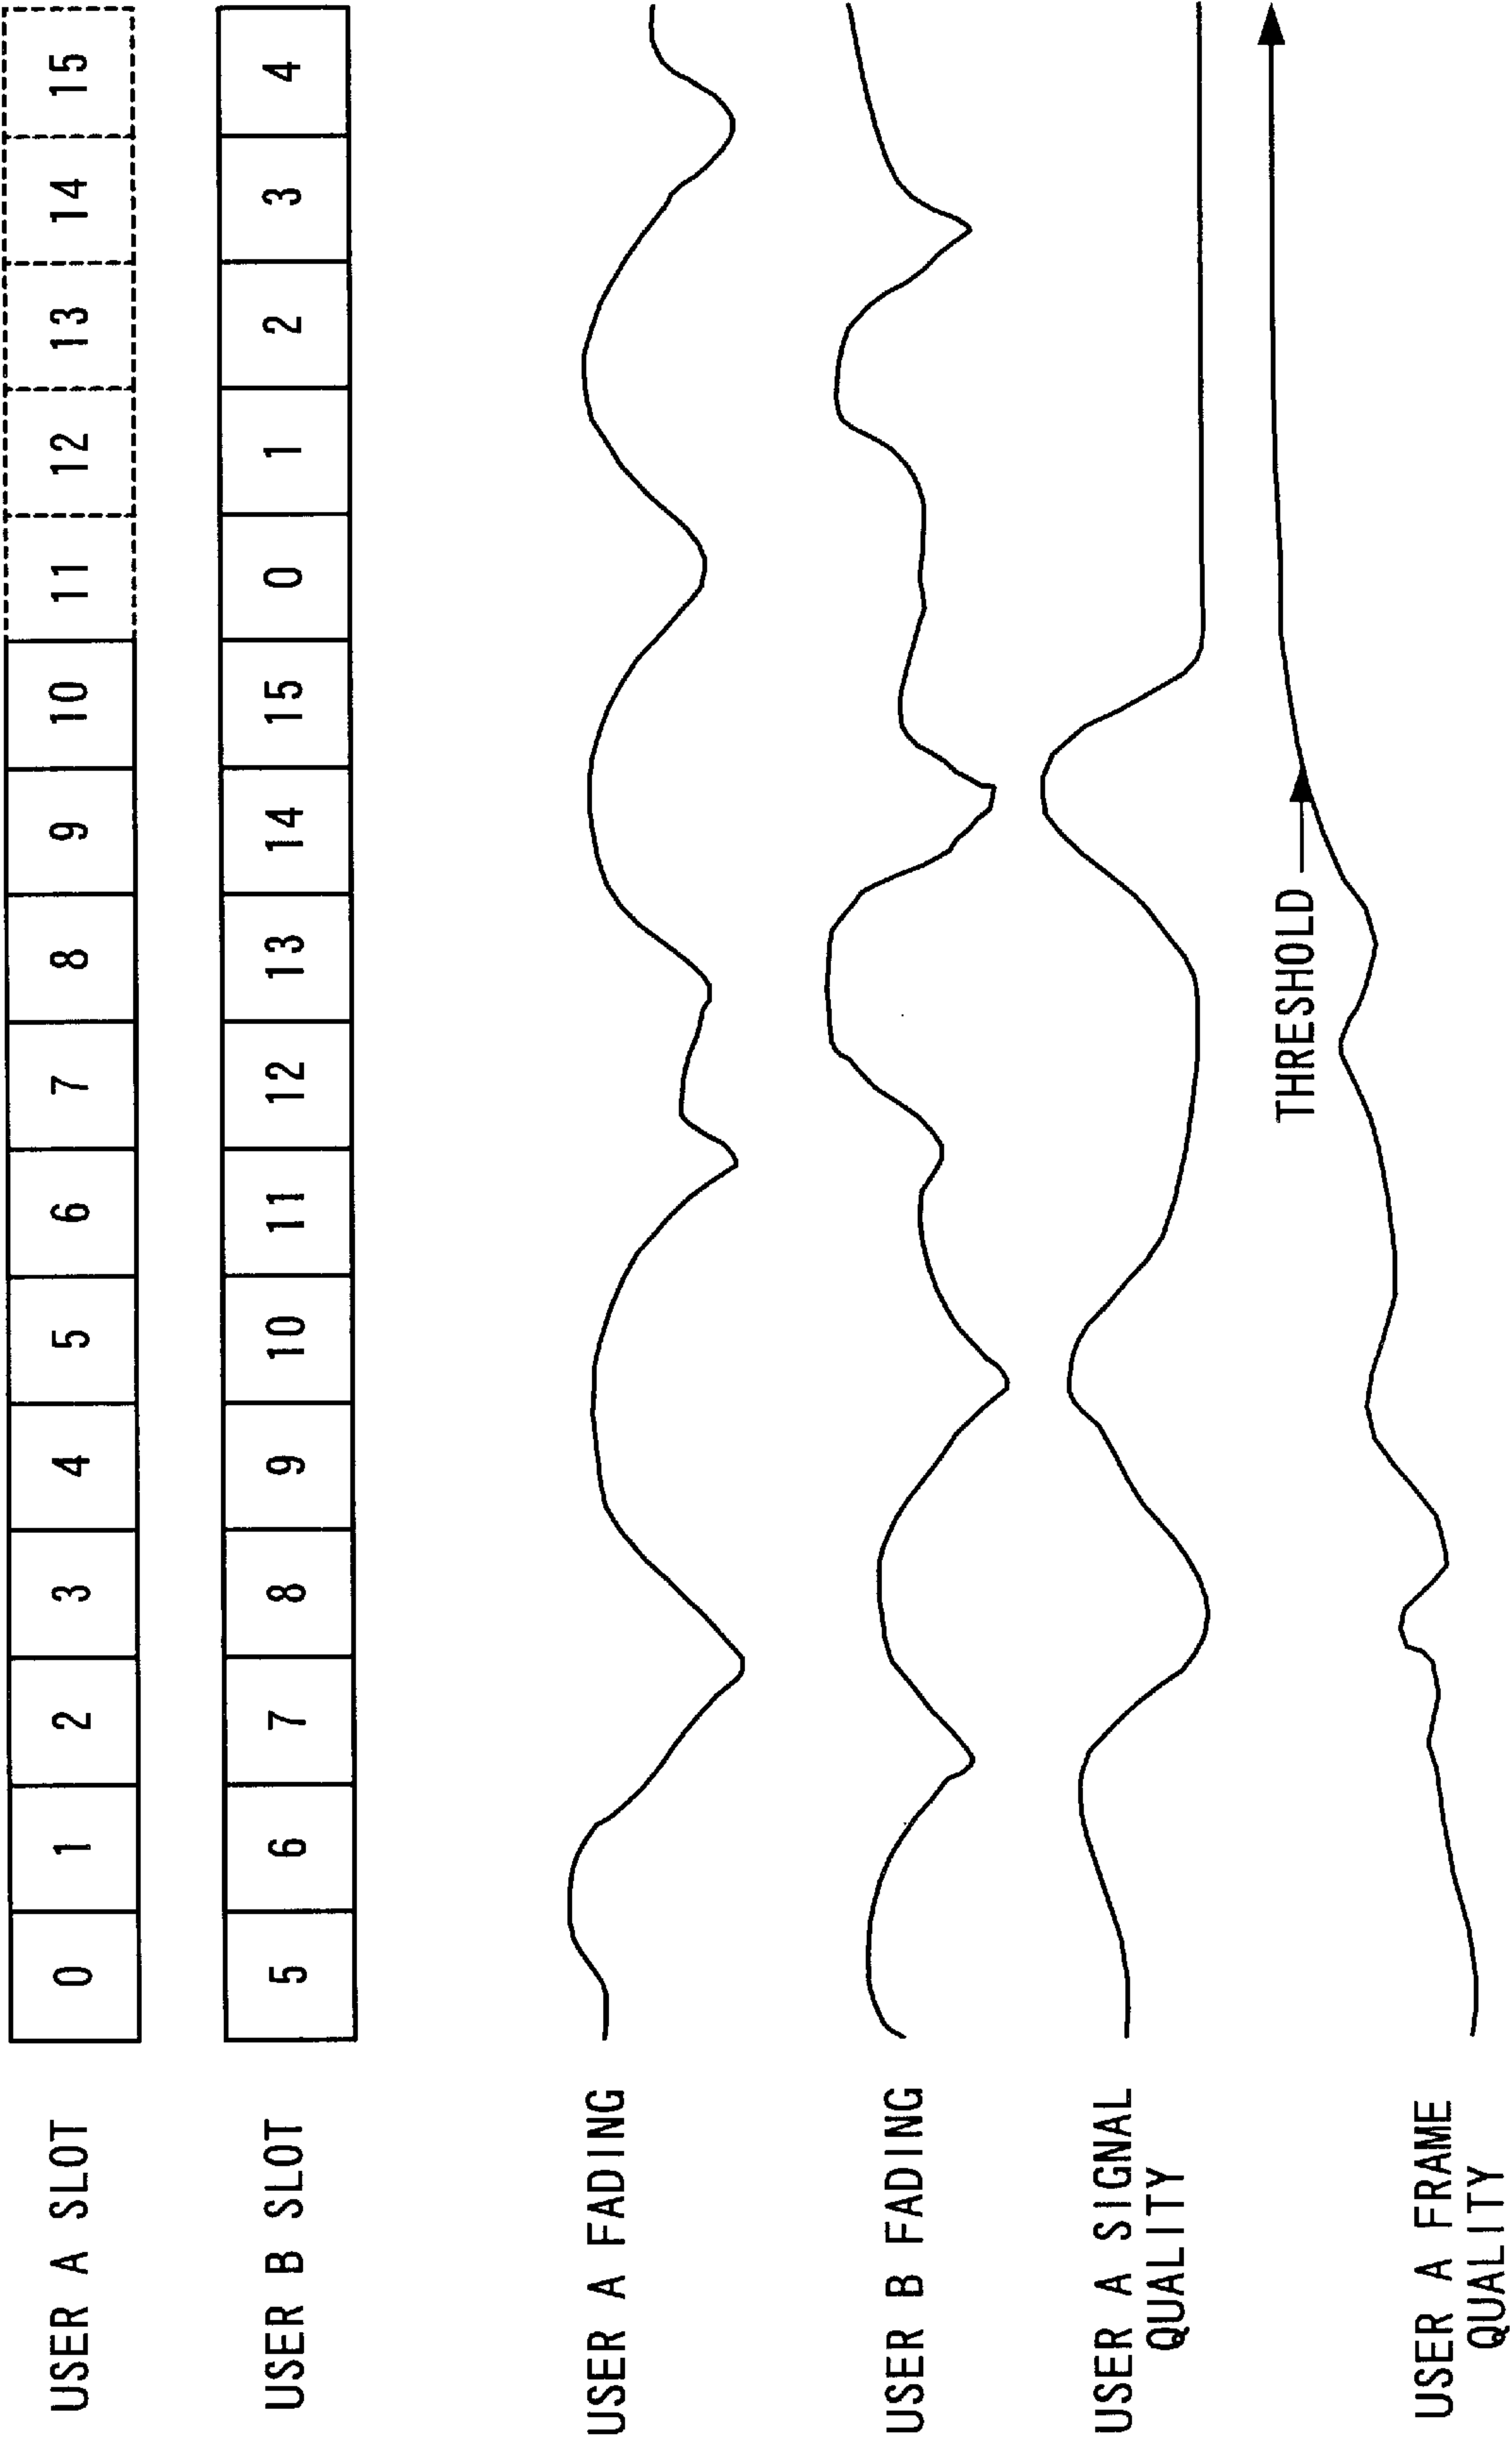 USER A SLOT 0 1 2 3 4 5 6 7 8 9 10 11 12 13 14 15
USER B SLOT 5 6 7 8 9 10 11 12 13 14 15 0 1 2 3 4
USER A FADING
USER B FADING
USER A SIGNAL
QUALITY
THRESHOLD
USER A FRAME
QUALITY